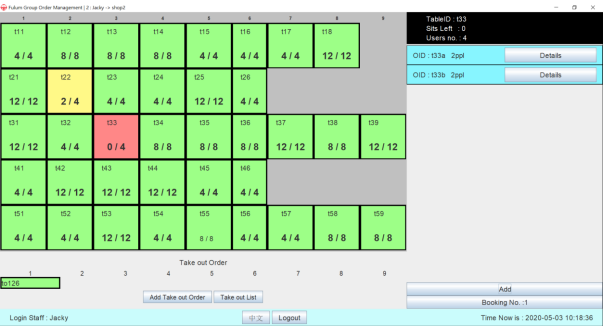 Fulum Group Order Management | 2 : Jacky -> shop2
1 2 3 4 5 6 7 8 9
t11 t12 t13 t14 t15 t16 t17 t18
4 / 4 8 / 8 8 / 8 8 / 8 4 / 4 4 / 4 4 / 4 12 / 12
t21 t22 t23 t24 t25 t26
12 / 12 2 / 4 4 / 4 4 / 4 12 / 12 4 / 4
t31 t32 t33 t34 t35 t36 t37 t38 t39
12 / 12 4 / 4 0 / 4 8 / 8 8 / 8 8 / 8 12 / 12 8 / 8 12 / 12
t41 t42 t43 t44 t45 t46
4 / 4 12 / 12 12 / 12 12 / 12 4 / 4 4 / 4
t51 t52 t53 t54 t55 t56 t57 t58 t59
4 / 4 4 / 4 12 / 12 4 / 4 8 / 8 4 / 4 4 / 4 8 / 8 8 / 8
Take out Order
1 2 3 4 5 6 7 8 9
to126
Add Take out Order Take out List
Login Staff : Jacky 中文 Logout
TableID : t33
Sits Left : 0
Users no. : 4
OID : t33a 2ppl Details
OID : t33b 2ppl Details
Add
Booking No. :1
Time Now is : 2020-05-03 10:18:36